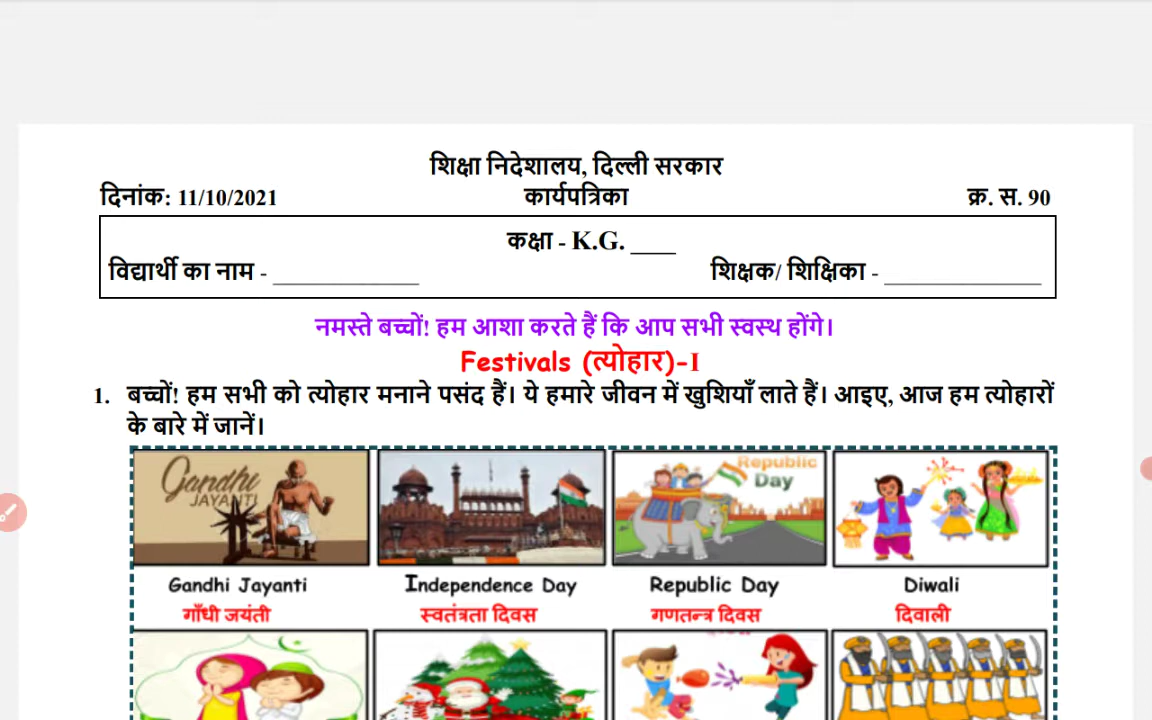 शिक्षा निदेशालय, दिल्ली सरकार
दिनांक: 11/10/2021 कार्यपत्रिका क्र. स. 90
कक्षा - K.G. ____
विद्यार्थी का नाम - ____________ शिक्षक/ शिक्षिका - ______________
नमस्ते बच्चों! हम आशा करते हैं कि आप सभी स्वस्थ होंगे।
Festivals (त्योहार)-I
1. बच्चों! हम सभी को त्योहार मनाने पसंद हैं। ये हमारे जीवन में खुशियाँ लाते हैं। आइए, आज हम त्योहारों
के बारे में जानें।
Gandhi
JAYANTI
Republic
Day
Gandhi Jayanti Independence Day Republic Day Diwali
गाँधी जयंती स्वतंत्रता दिवस गणतन्त्र दिवस दिवाली